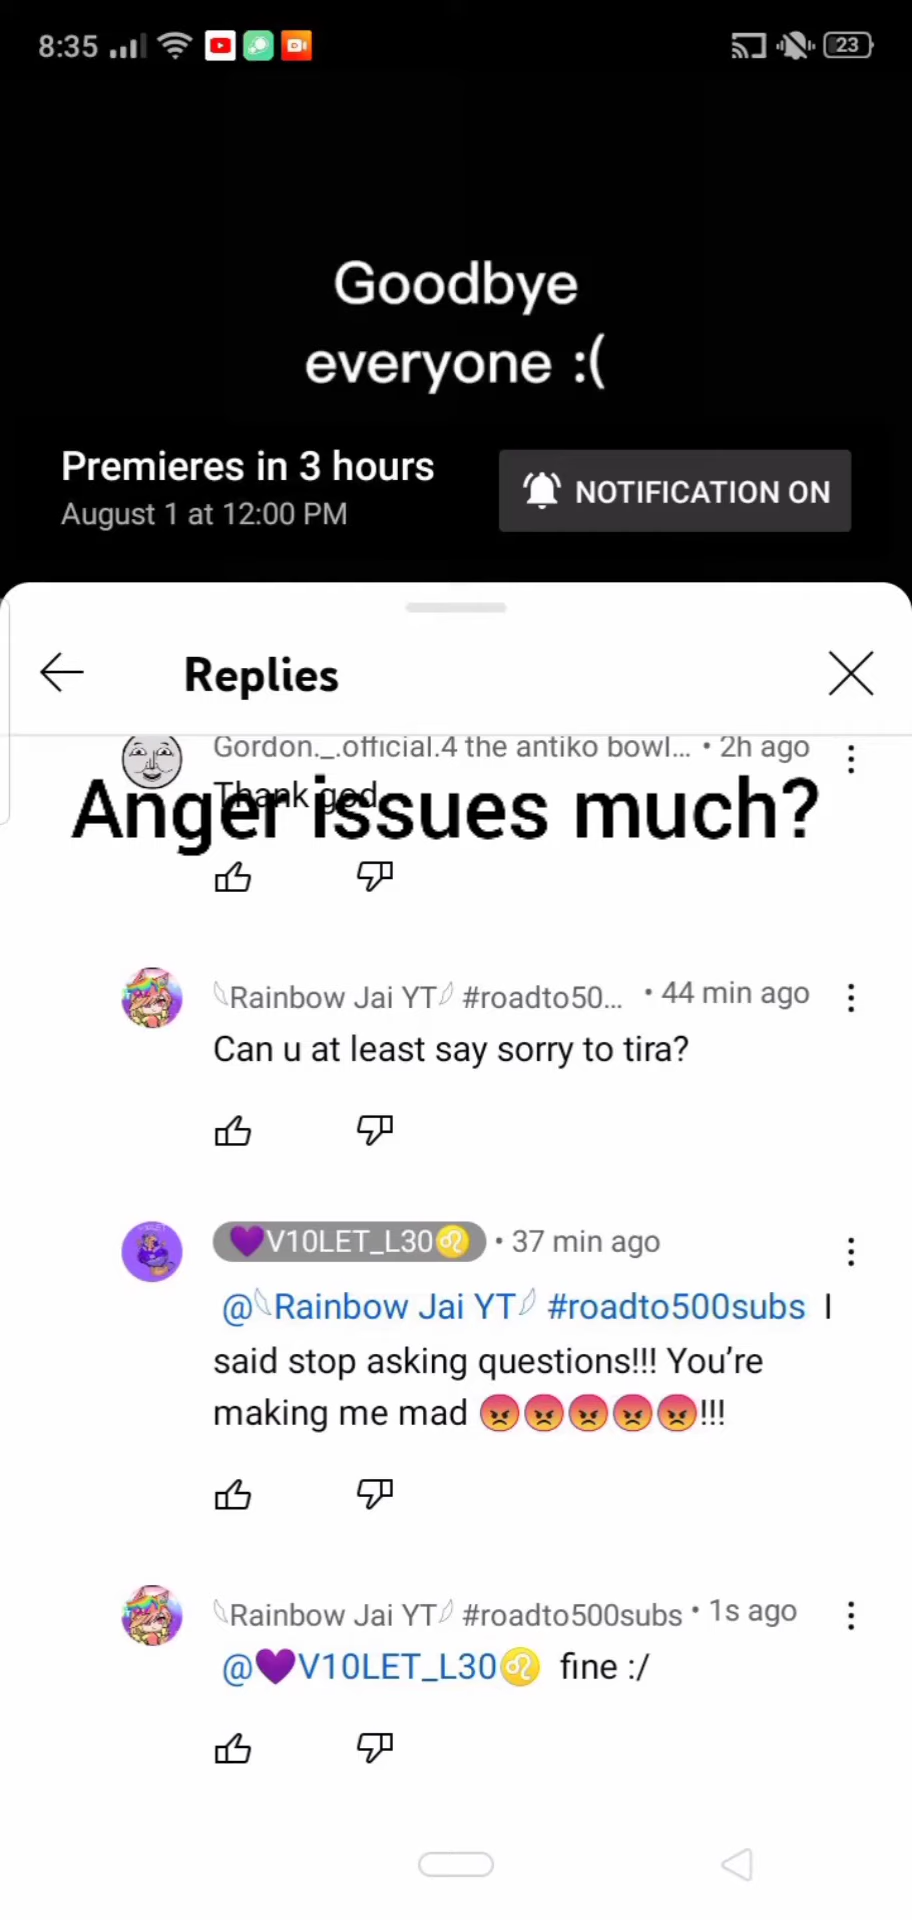 8:35
23
Goodbye
everyone :(
Premieres in 3 hours
August 1 at 12:00 PM
NOTIFICATION ON
Replies
Gordon._.official.4 the antiko bowl... • 2h ago
Thank god
Anger issues much?
Rainbow Jai YT #roadto50... • 44 min ago
Can u at least say sorry to tira?
💜V10LET_L30♌ • 37 min ago
@Rainbow Jai YT #roadto500subs I
said stop asking questions!!! You’re
making me mad 😡😡😡😡😡!!!
Rainbow Jai YT #roadto500subs • 1s ago
@💜V10LET_L30♌ fine :/